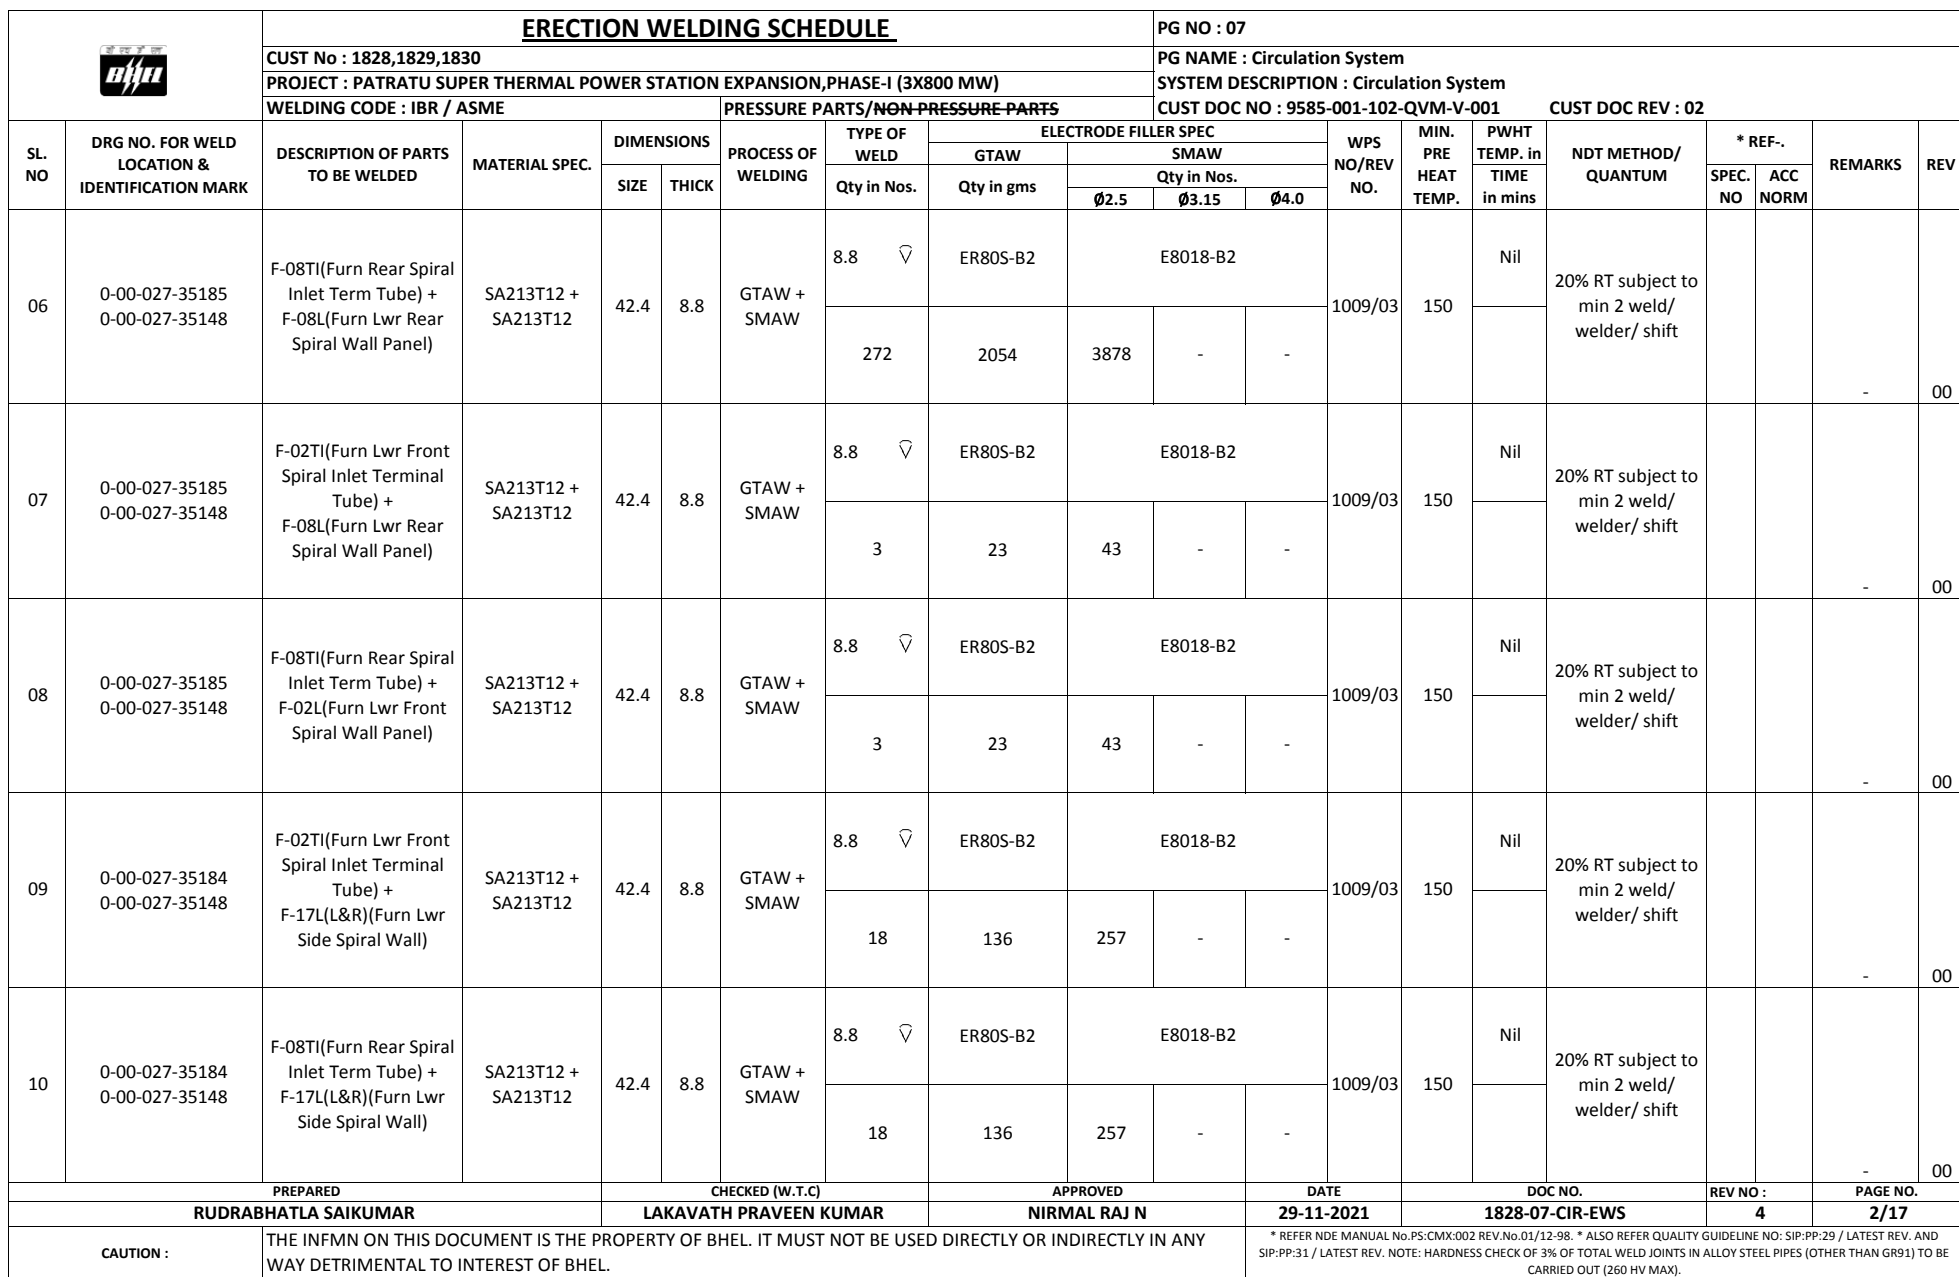 ERECTION WELDING SCHEDULE
PG NO : 07
BHEL
CUST No : 1828,1829,1830
PG NAME : Circulation System
PROJECT : PATRATU SUPER THERMAL POWER STATION EXPANSION,PHASE-I (3X800 MW)
SYSTEM DESCRIPTION : Circulation System
WELDING CODE : IBR / ASME
PRESSURE PARTS/NON PRESSURE PARTS
CUST DOC NO : 9585-001-102-QVM-V-001
CUST DOC REV : 02
SL.
NO
DRG NO. FOR WELD
LOCATION &
IDENTIFICATION MARK
DESCRIPTION OF PARTS
TO BE WELDED
MATERIAL SPEC.
DIMENSIONS
SIZE
THICK
PROCESS OF
WELDING
TYPE OF
WELD
Qty in Nos.
ELECTRODE FILLER SPEC
GTAW
Qty in gms
SMAW
Qty in Nos.
Ø2.5
Ø3.15
Ø4.0
WPS
NO/REV
NO.
MIN.
PRE
HEAT
TEMP.
PWHT
TEMP. in
TIME
in mins
NDT METHOD/
QUANTUM
* REF-.
SPEC.
NO
ACC
NORM
REMARKS
REV
06
0-00-027-35185
0-00-027-35148
F-08TI(Furn Rear Spiral
Inlet Term Tube) +
F-08L(Furn Lwr Rear
Spiral Wall Panel)
SA213T12 +
SA213T12
42.4
8.8
GTAW +
SMAW
8.8
272
ER80S-B2
2054
E8018-B2
3878
-
-
1009/03
150
Nil
20% RT subject to
min 2 weld/
welder/ shift
-
00
07
0-00-027-35185
0-00-027-35148
F-02TI(Furn Lwr Front
Spiral Inlet Terminal
Tube) +
F-08L(Furn Lwr Rear
Spiral Wall Panel)
SA213T12 +
SA213T12
42.4
8.8
GTAW +
SMAW
8.8
3
ER80S-B2
23
E8018-B2
43
-
-
1009/03
150
Nil
20% RT subject to
min 2 weld/
welder/ shift
-
00
08
0-00-027-35185
0-00-027-35148
F-08TI(Furn Rear Spiral
Inlet Term Tube) +
F-02L(Furn Lwr Front
Spiral Wall Panel)
SA213T12 +
SA213T12
42.4
8.8
GTAW +
SMAW
8.8
3
ER80S-B2
23
E8018-B2
43
-
-
1009/03
150
Nil
20% RT subject to
min 2 weld/
welder/ shift
-
00
09
0-00-027-35184
0-00-027-35148
F-02TI(Furn Lwr Front
Spiral Inlet Terminal
Tube) +
F-17L(L&R)(Furn Lwr
Side Spiral Wall)
SA213T12 +
SA213T12
42.4
8.8
GTAW +
SMAW
8.8
18
ER80S-B2
136
E8018-B2
257
-
-
1009/03
150
Nil
20% RT subject to
min 2 weld/
welder/ shift
-
00
10
0-00-027-35184
0-00-027-35148
F-08TI(Furn Rear Spiral
Inlet Term Tube) +
F-17L(L&R)(Furn Lwr
Side Spiral Wall)
SA213T12 +
SA213T12
42.4
8.8
GTAW +
SMAW
8.8
18
ER80S-B2
136
E8018-B2
257
-
-
1009/03
150
Nil
20% RT subject to
min 2 weld/
welder/ shift
-
00
PREPARED
CHECKED (W.T.C)
APPROVED
DATE
DOC NO.
REV NO :
PAGE NO.
RUDRABHATLA SAIKUMAR
LAKAVATH PRAVEEN KUMAR
NIRMAL RAJ N
29-11-2021
1828-07-CIR-EWS
4
2/17
CAUTION :
THE INFMN ON THIS DOCUMENT IS THE PROPERTY OF BHEL. IT MUST NOT BE USED DIRECTLY OR INDIRECTLY IN ANY
WAY DETRIMENTAL TO INTEREST OF BHEL.
* REFER NDE MANUAL No.PS:CMX:002 REV.No.01/12-98. * ALSO REFER QUALITY GUIDELINE NO: SIP:PP:29 / LATEST REV. AND
SIP:PP:31 / LATEST REV. NOTE: HARDNESS CHECK OF 3% OF TOTAL WELD JOINTS IN ALLOY STEEL PIPES (OTHER THAN GR91) TO BE
CARRIED OUT (260 HV MAX).